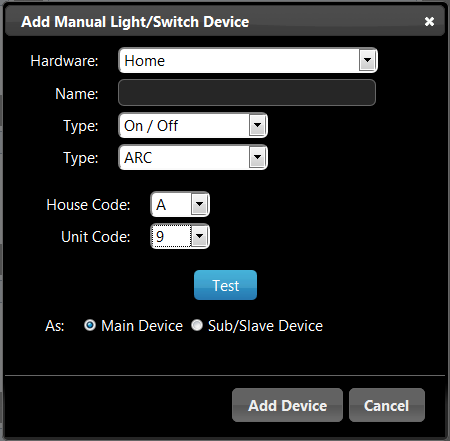 Add Manual Light/Switch Device
Hardware: Home
Name:
Type: On / Off
Type: ARC
House Code: A
Unit Code: 9
Test
As: Main Device Sub/Slave Device
Add Device Cancel